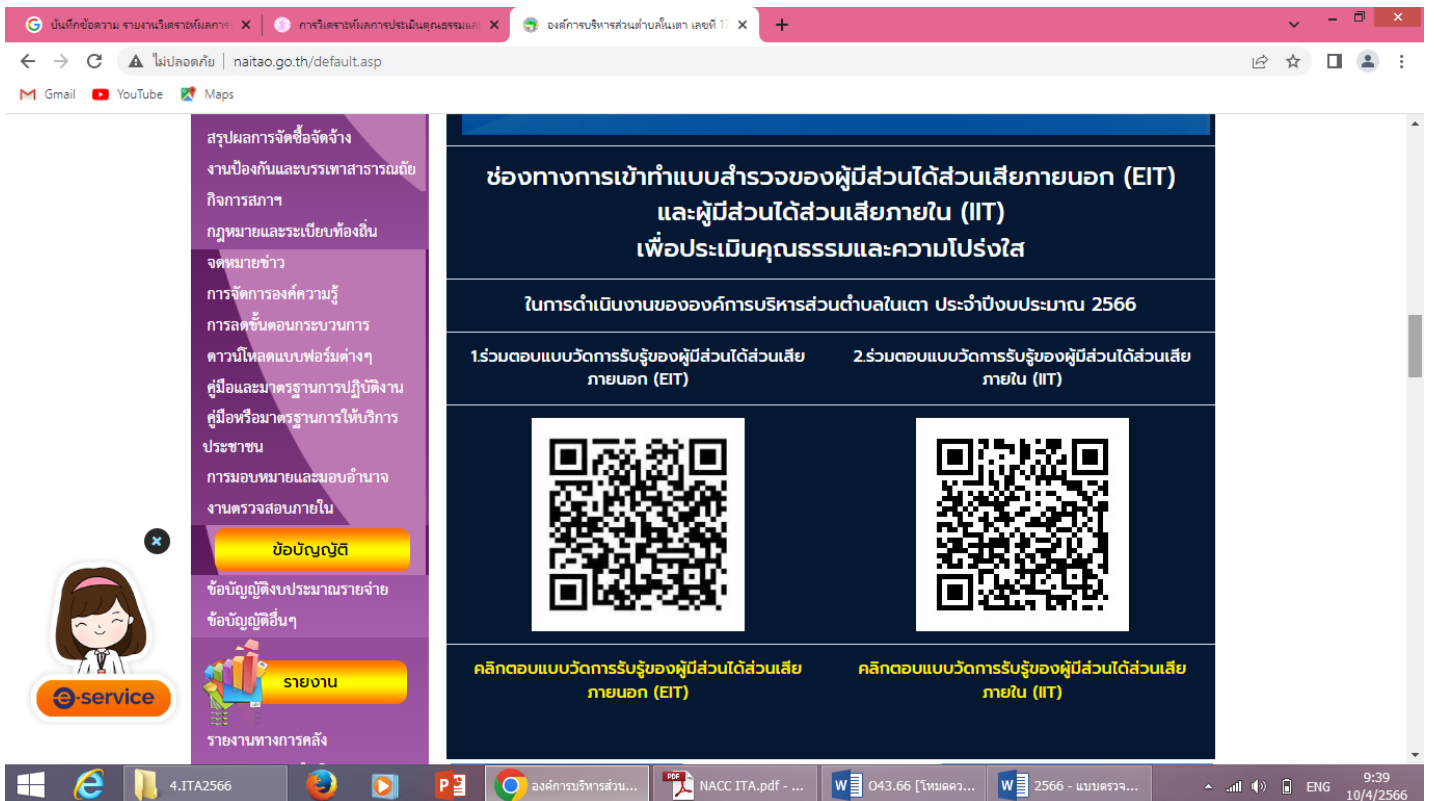 บันทึกข้อความ รายงานวิเคราะห์ผลการ
การวิเคราะห์ผลการประเมินคุณธรรมและ
องค์การบริหารส่วนตำบลในเตา เลขที่ 17
ไม่ปลอดภัย | naitao.go.th/default.asp
Gmail YouTube Maps
สรุปผลการจัดซื้อจัดจ้าง
งานป้องกันและบรรเทาสาธารณภัย
กิจการสภาฯ
กฎหมายและระเบียบท้องถิ่น
จดหมายข่าว
การจัดการองค์ความรู้
การลดขั้นตอนกระบวนการ
ดาวน์โหลดแบบฟอร์มต่างๆ
คู่มือและมาตรฐานการปฏิบัติงาน
คู่มือหรือมาตรฐานการให้บริการ
ประชาชน
การมอบหมายและมอบอำนาจ
งานตรวจสอบภายใน
ข้อบัญญัติ
ข้อบัญญัติงบประมาณรายจ่าย
ข้อบัญญัติอื่นๆ
รายงาน
รายงานทางการคลัง
e-service
ช่องทางการเข้าทำแบบสำรวจของผู้มีส่วนได้ส่วนเสียภายนอก (EIT)
และผู้มีส่วนได้ส่วนเสียภายใน (IIT)
เพื่อประเมินคุณธรรมและความโปร่งใส
ในการดำเนินงานขององค์การบริหารส่วนตำบลในเตา ประจำปีงบประมาณ 2566
1.ร่วมตอบแบบวัดการรับรู้ของผู้มีส่วนได้ส่วนเสีย
ภายนอก (EIT)
2.ร่วมตอบแบบวัดการรับรู้ของผู้มีส่วนได้ส่วนเสีย
ภายใน (IIT)
คลิกตอบแบบวัดการรับรู้ของผู้มีส่วนได้ส่วนเสีย
ภายนอก (EIT)
คลิกตอบแบบวัดการรับรู้ของผู้มีส่วนได้ส่วนเสีย
ภายใน (IIT)
4.ITA2566
องค์การบริหารส่วน...
NACC ITA.pdf - ...
O43.66 [โหมดคว...
2566 - แบบตรวจ...
ENG
9:39
10/4/2566